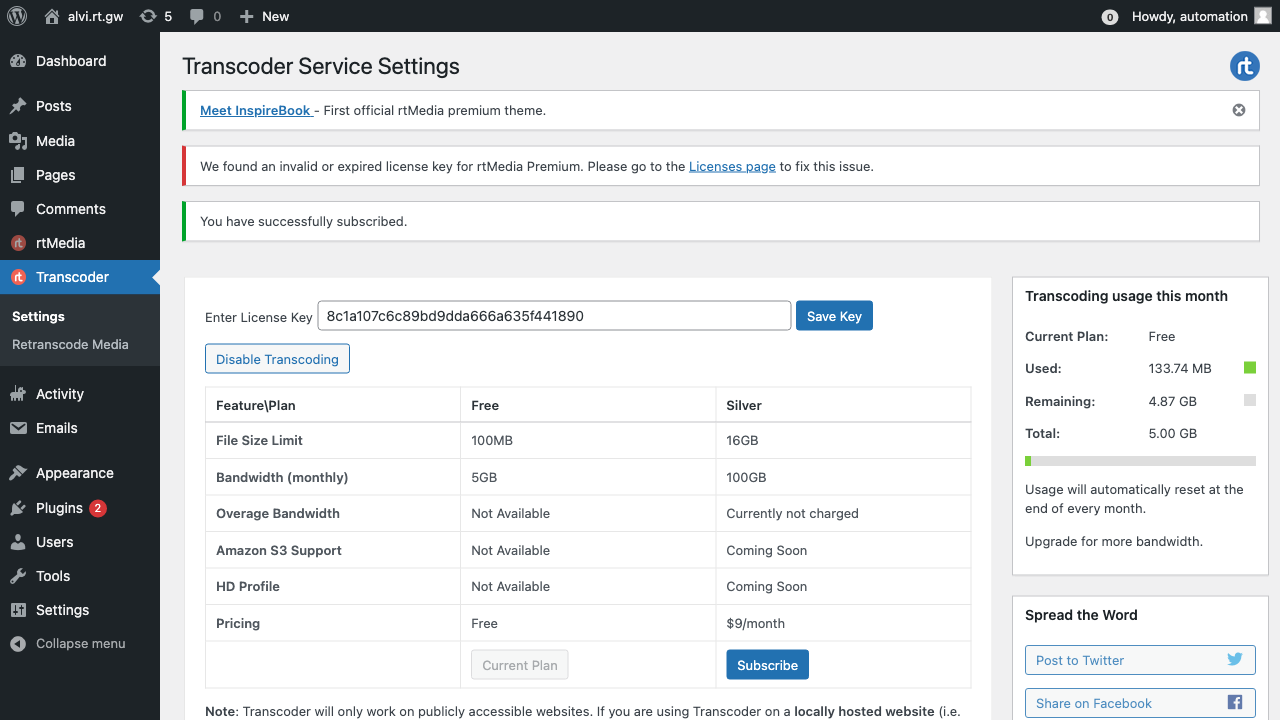 alvi.rt.gw
5
0
New
0
Howdy, automation
Dashboard
Posts
Media
Pages
Comments
rt
rtMedia
rt
Transcoder
Settings
Retranscode Media
Activity
Emails
Appearance
Plugins 2
Users
Tools
Settings
Collapse menu
Transcoder Service Settings
rt
Meet InspireBook - First official rtMedia premium theme.
We found an invalid or expired license key for rtMedia Premium. Please go to the Licenses page to fix this issue.
You have successfully subscribed.
Enter License Key 8c1a107c6c89bd9dda666a635f441890 Save Key
Disable Transcoding
Feature\Plan Free Silver
File Size Limit 100MB 16GB
Bandwidth (monthly) 5GB 100GB
Overage Bandwidth Not Available Currently not charged
Amazon S3 Support Not Available Coming Soon
HD Profile Not Available Coming Soon
Pricing Free $9/month
Current Plan Subscribe
Note: Transcoder will only work on publicly accessible websites. If you are using Transcoder on a locally hosted website (i.e.
Transcoding usage this month
Current Plan: Free
Used: 133.74 MB
Remaining: 4.87 GB
Total: 5.00 GB
Usage will automatically reset at the
end of every month.
Upgrade for more bandwidth.
Spread the Word
Post to Twitter
Share on Facebook